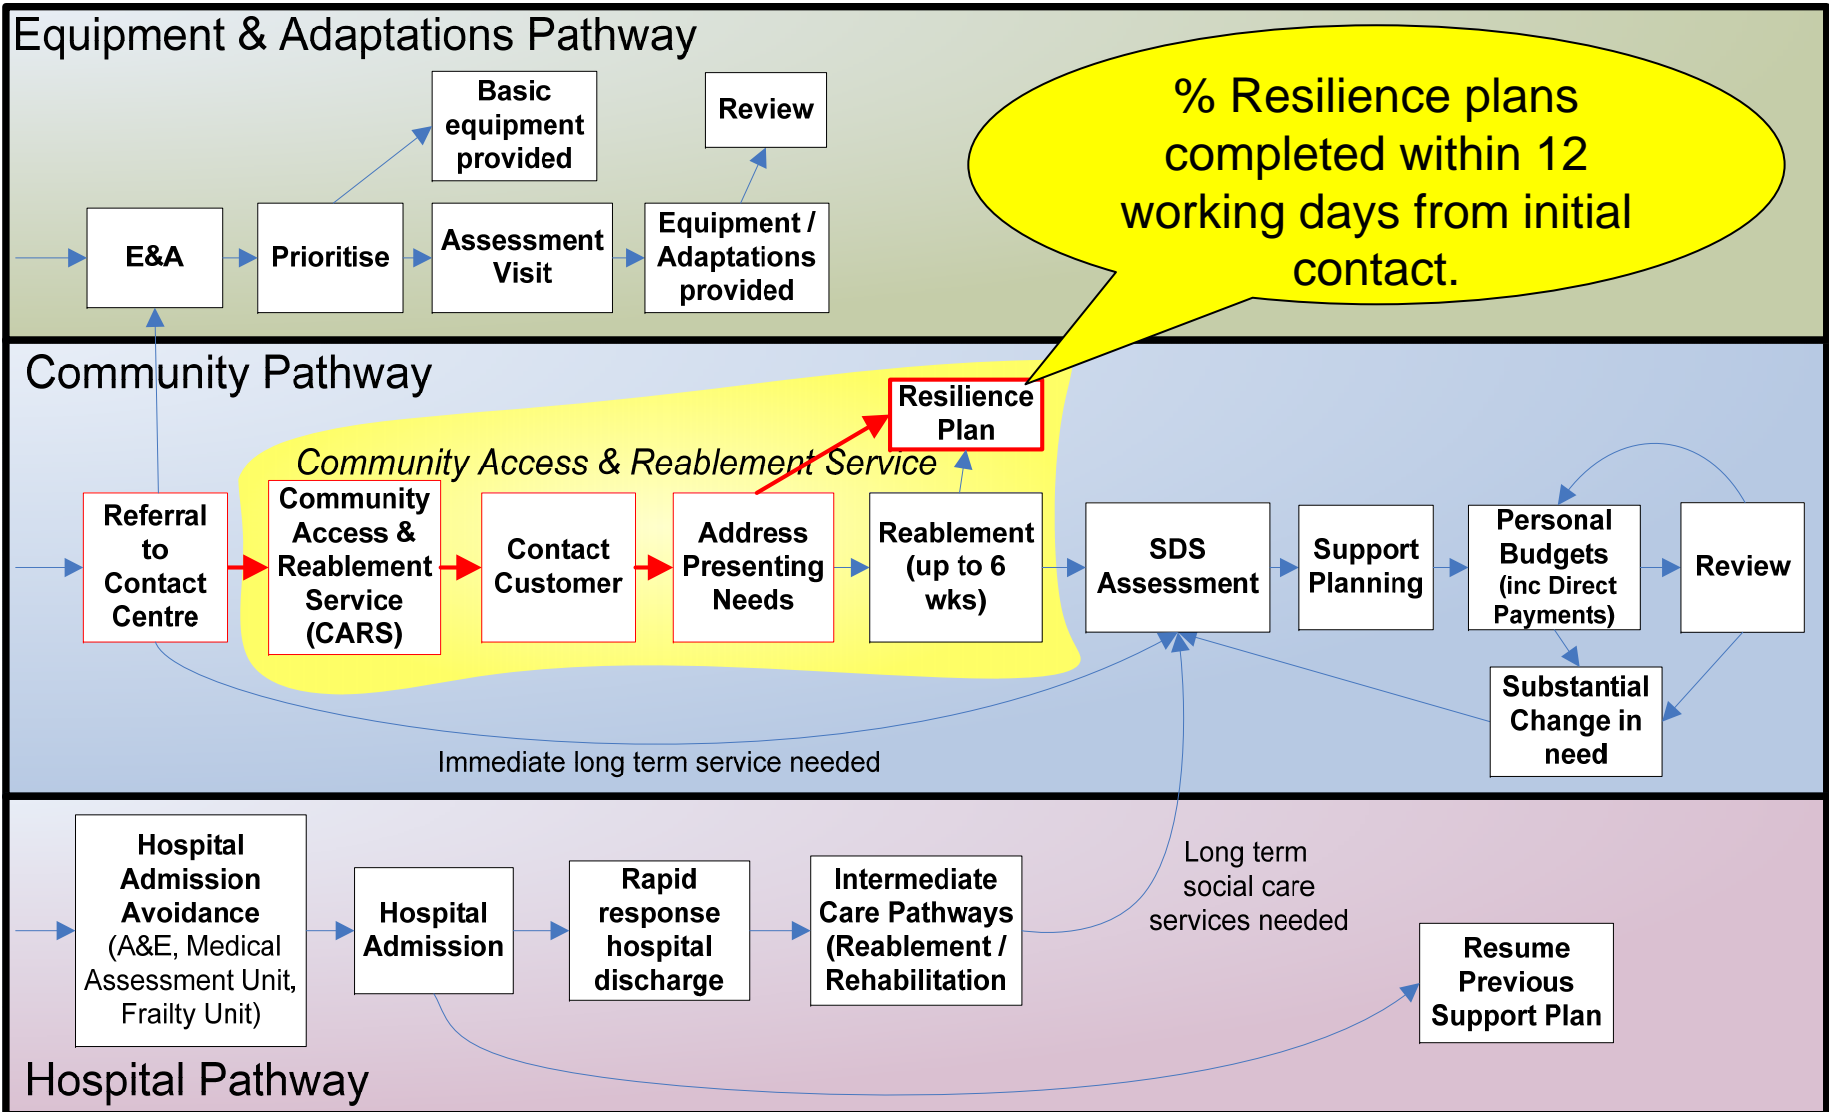 Equipment & Adaptations Pathway
Basic
equipment
provided
Review
% Resilience plans
completed within 12
working days from initial
contact.
E&A
Prioritise
Assessment
Visit
Equipment /
Adaptations
provided
Community Pathway
Resilience
Plan
Community Access & Reablement Service
Referral
to
Contact
Centre
Community
Access &
Reablement
Service
(CARS)
Contact
Customer
Address
Presenting
Needs
Reablement
(up to 6
wks)
SDS
Assessment
Support
Planning
Personal
Budgets
(inc Direct
Payments)
Review
Substantial
Change in
need
Immediate long term service needed
Hospital
Admission
Avoidance
(A&E, Medical
Assessment Unit,
Frailty Unit)
Hospital
Admission
Rapid
response
hospital
discharge
Intermediate
Care Pathways
(Reablement /
Rehabilitation
Long term
social care
services needed
Resume
Previous
Support Plan
Hospital Pathway